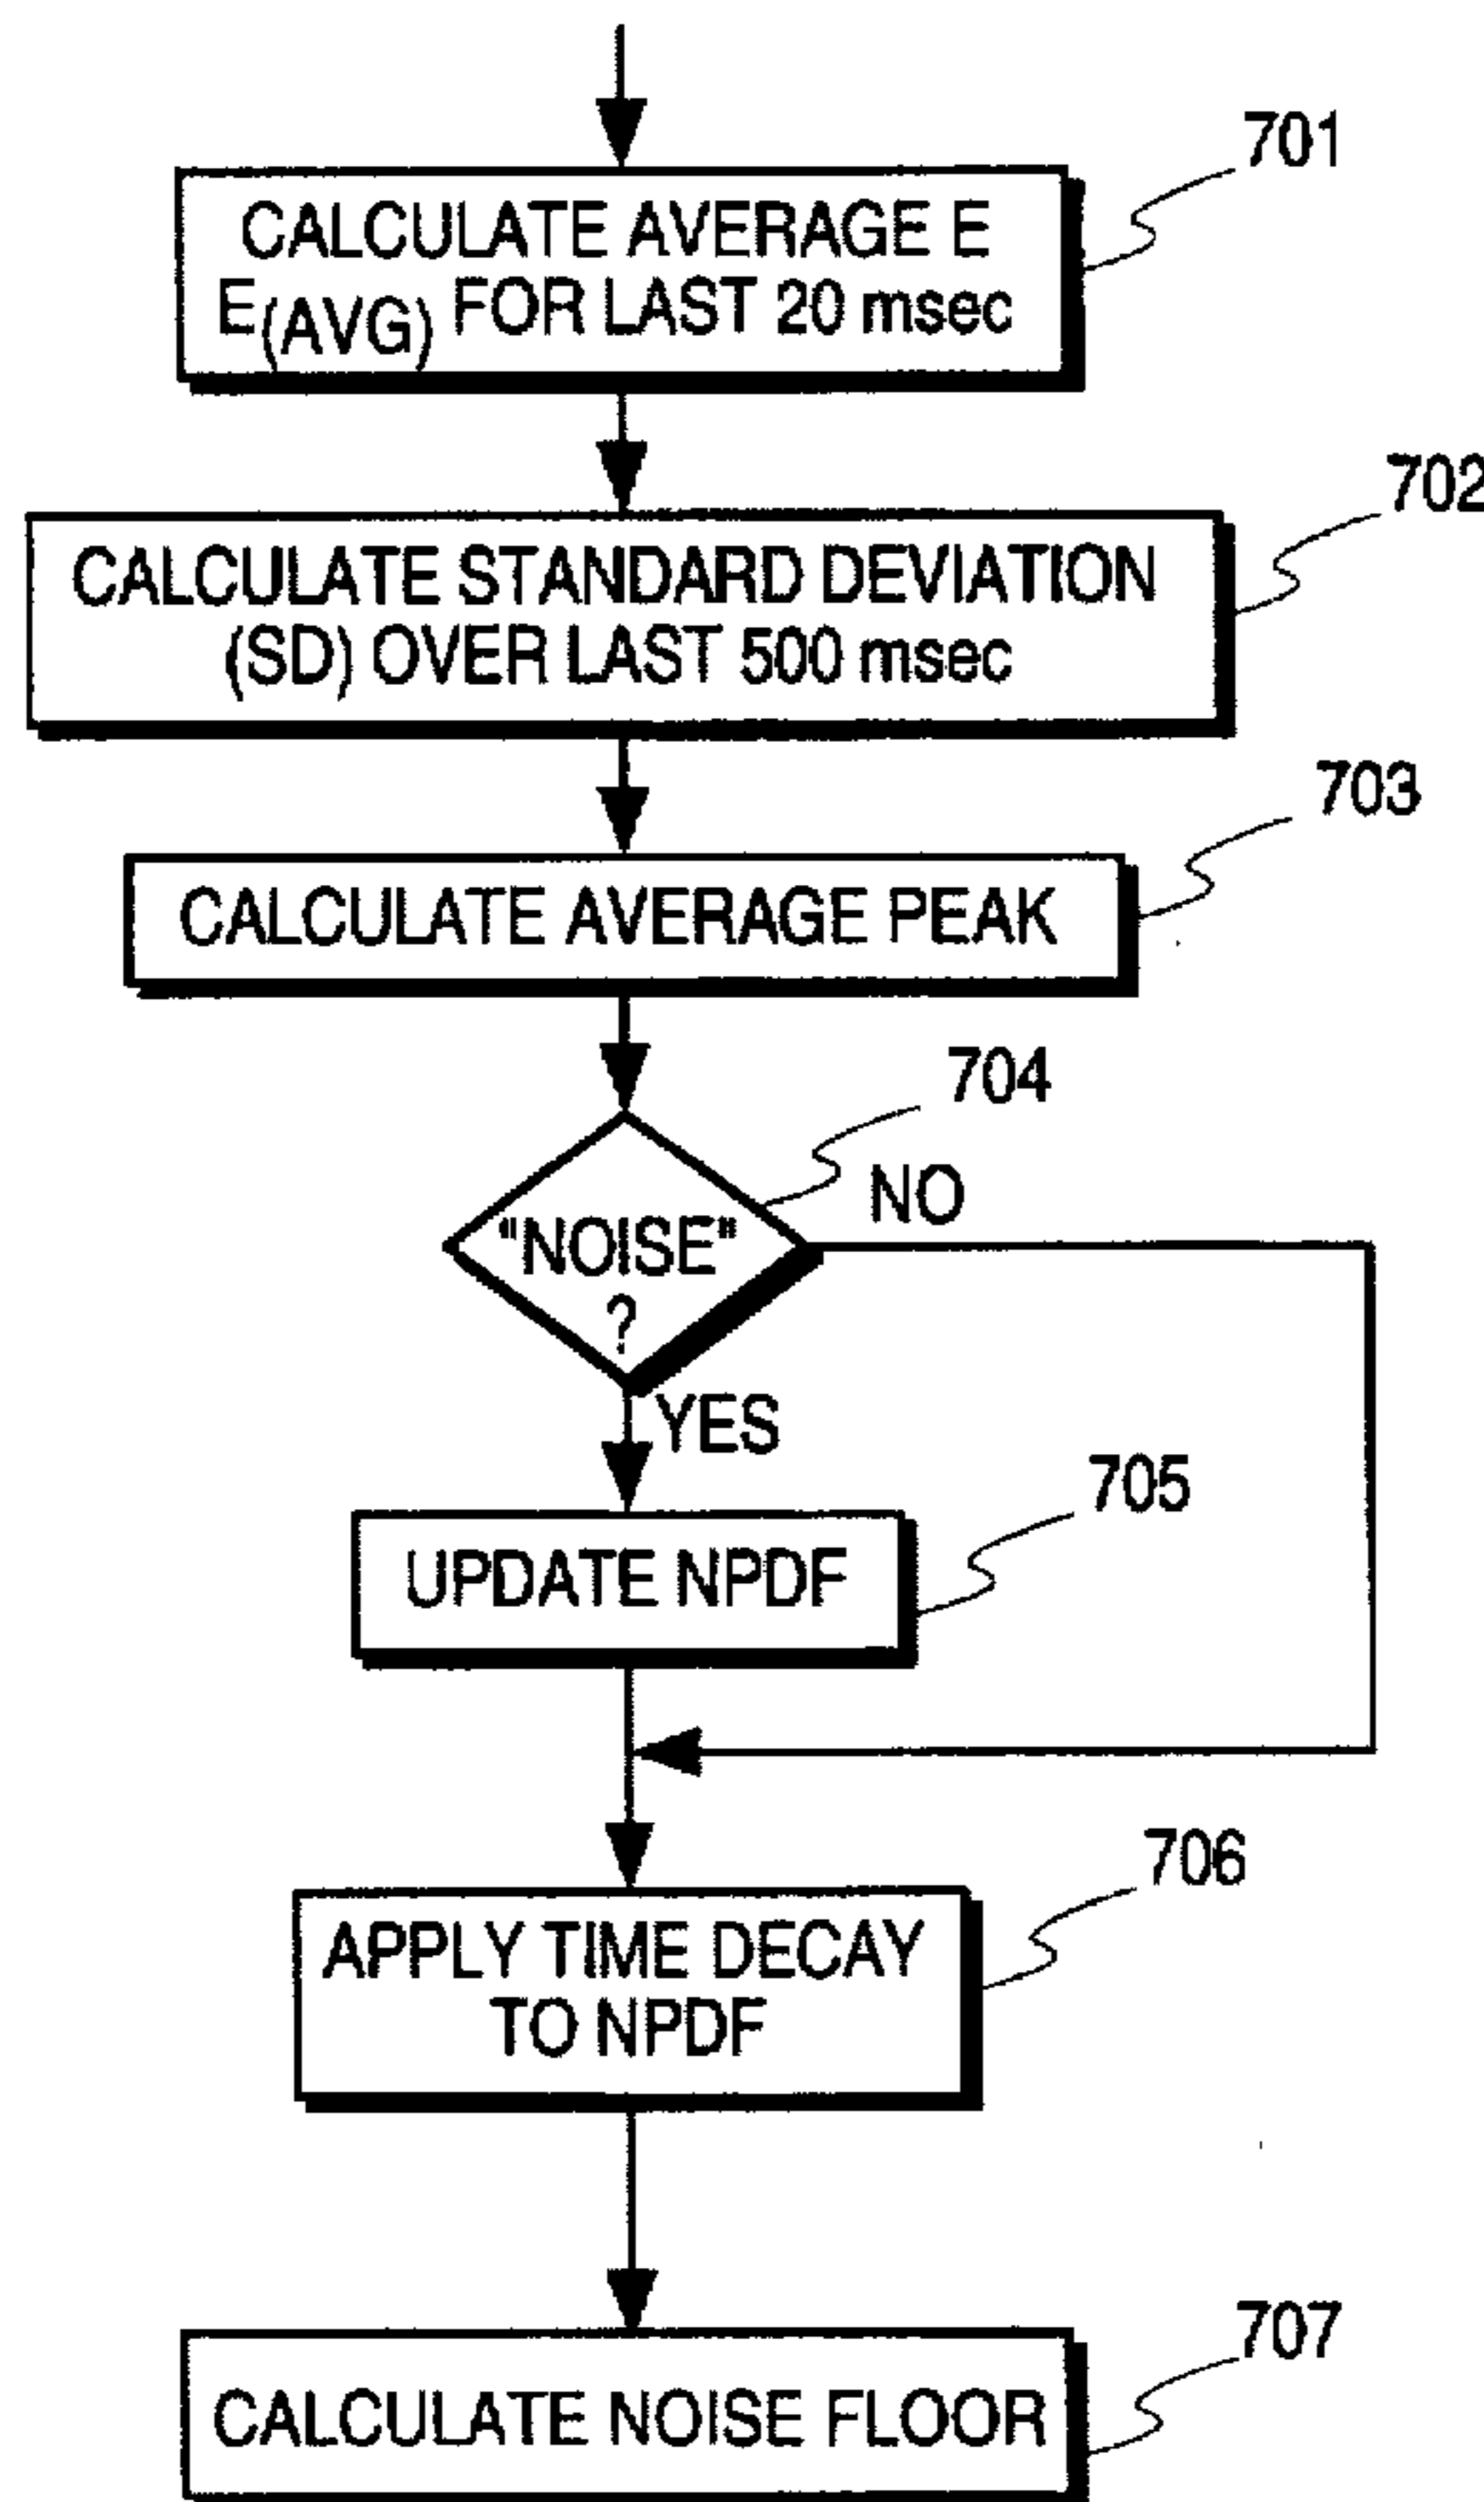 701
CALCULATE AVERAGE E
E(AVG) FOR LAST 20 msec
702
CALCULATE STANDARD DEVIATION
(SD) OVER LAST 500 msec
703
CALCULATE AVERAGE PEAK
704
NO
"NOISE"
?
YES
705
UPDATE NPDF
706
APPLY TIME DECAY
TO NPDF
707
CALCULATE NOISE FLOOR